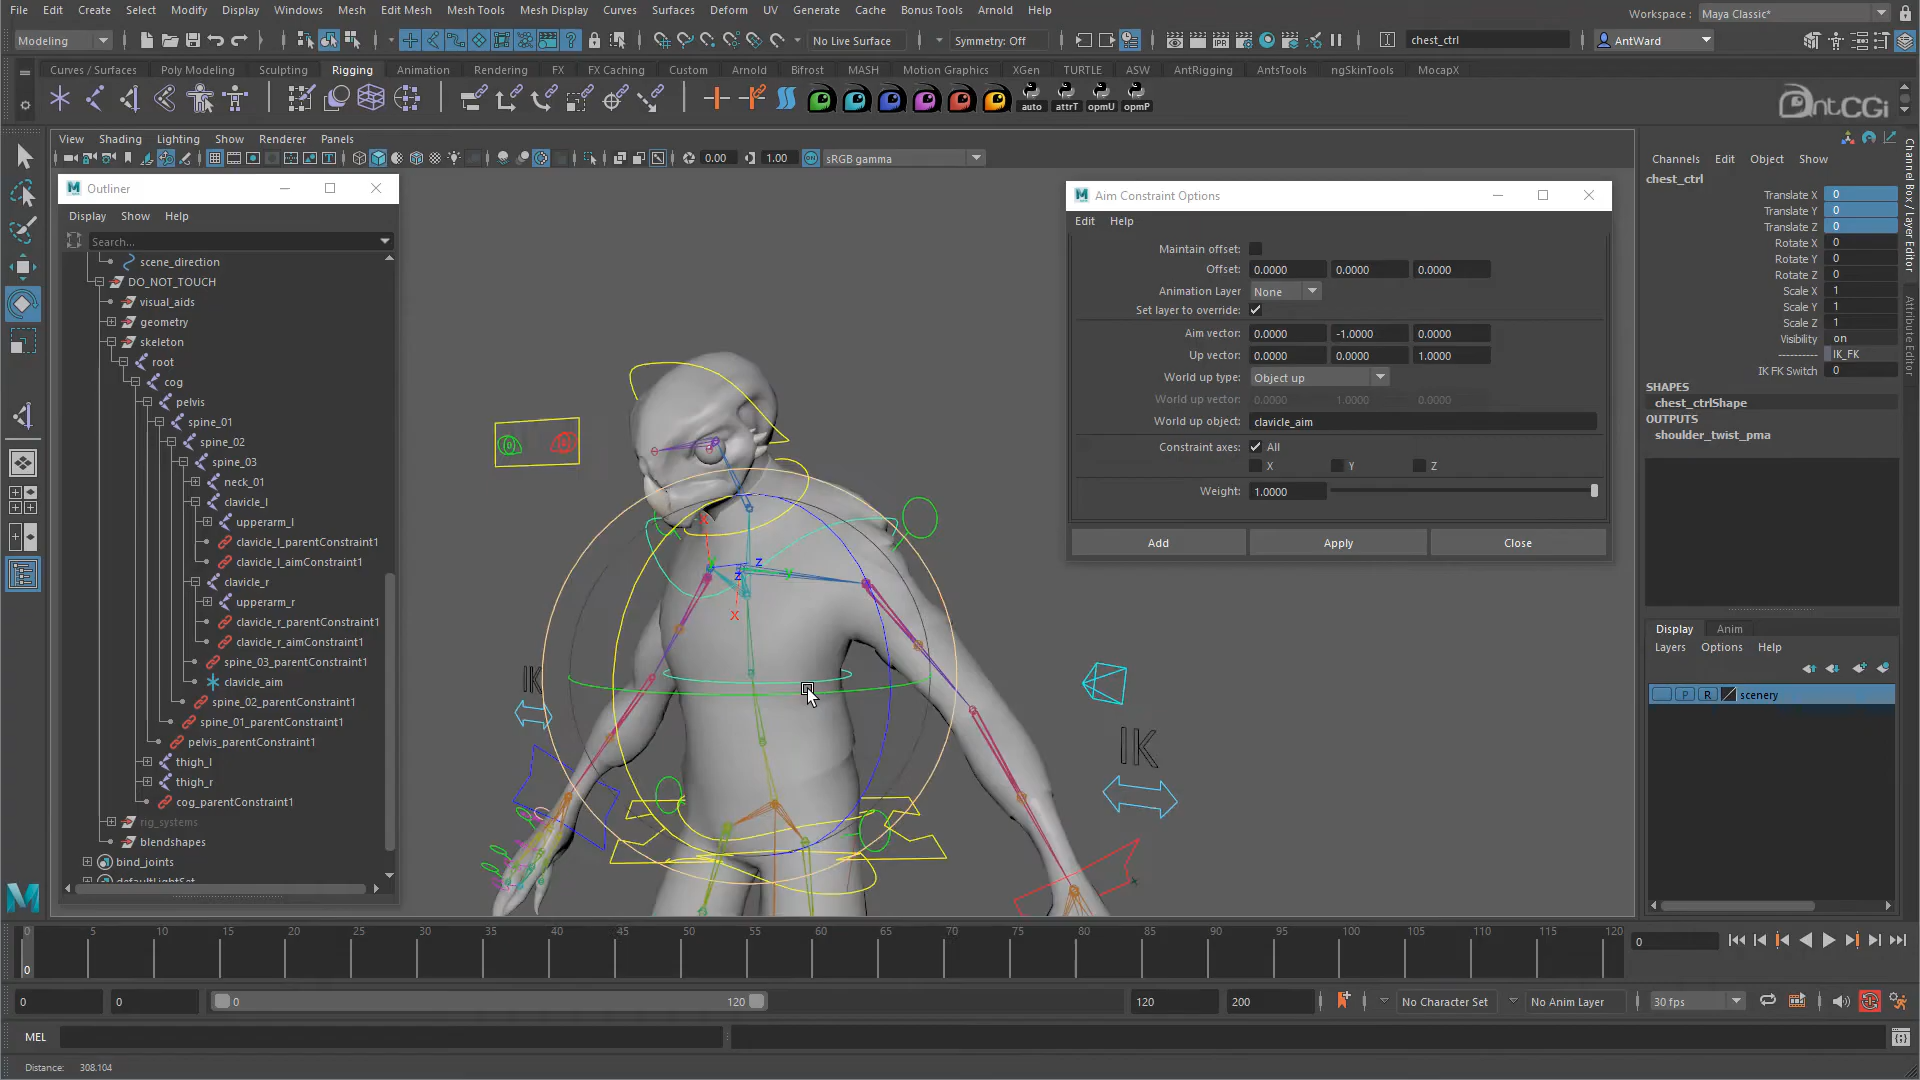 File Edit Create Select Modify Display Windows Mesh Edit Mesh Mesh Tools Mesh Display Curves Surfaces Deform UV Generate Cache Bonus Tools Arnold Help
Workspace : Maya Classic*
Modeling No Live Surface Symmetry: Off chest_ctrl AntWard
Curves / Surfaces Poly Modeling Sculpting Rigging Animation Rendering FX FX Caching Custom Arnold Bifrost MASH Motion Graphics XGen TURTLE ASW AntRigging AntsTools ngSkinTools MocapX
auto attrT opmU opmP
AntCGi
View Shading Lighting Show Renderer Panels
0.00 1.00 sRGB gamma
Outliner
Display Show Help
Search...
scene_direction
DO_NOT_TOUCH
visual_aids
geometry
skeleton
root
cog
pelvis
spine_01
spine_02
spine_03
neck_01
clavicle_l
upperarm_l
clavicle_l_parentConstraint1
clavicle_l_aimConstraint1
clavicle_r
upperarm_r
clavicle_r_parentConstraint1
clavicle_r_aimConstraint1
spine_03_parentConstraint1
clavicle_aim
spine_02_parentConstraint1
spine_01_parentConstraint1
pelvis_parentConstraint1
thigh_l
thigh_r
cog_parentConstraint1
rig_systems
blendshapes
bind_joints
defaultLightSet
x
z
z
y
x
IK
IK
Aim Constraint Options
Edit Help
Maintain offset:
Offset: 0.0000 0.0000 0.0000
Animation Layer None
Set layer to override:
Aim vector: 0.0000 -1.0000 0.0000
Up vector: 0.0000 0.0000 1.0000
World up type: Object up
World up vector: 0.0000 1.0000 0.0000
World up object: clavicle_aim
Constraint axes: All
X Y Z
Weight: 1.0000
Add Apply Close
Channels Edit Object Show
chest_ctrl
Translate X 0
Translate Y 0
Translate Z 0
Rotate X 0
Rotate Y 0
Rotate Z 0
Scale X 1
Scale Y 1
Scale Z 1
Visibility on
---------- IK_FK
IK FK Switch 0
SHAPES
chest_ctrlShape
OUTPUTS
shoulder_twist_pma
Display Anim
Layers Options Help
P R scenery
Channel Box / Layer Editor
Attribute Editor
0 5 10 15 20 25 30 35 40 45 50 55 60 65 70 75 80 85 90 95 100 105 110 115 120
0
0
0 0 0 120 120 200 No Character Set No Anim Layer 30 fps
MEL
Distance: 308.104